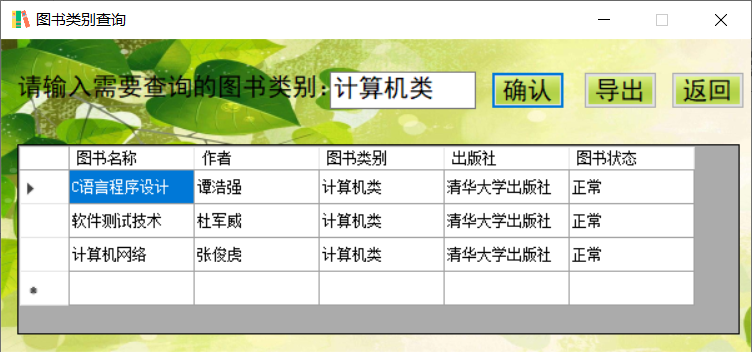 图书类别查询
请输入需要查询的图书类别: 计算机类 确认 导出 返回
图书名称 作者 图书类别 出版社 图书状态
C语言程序设计 谭浩强 计算机类 清华大学出版社 正常
软件测试技术 杜军威 计算机类 清华大学出版社 正常
计算机网络 张俊虎 计算机类 清华大学出版社 正常